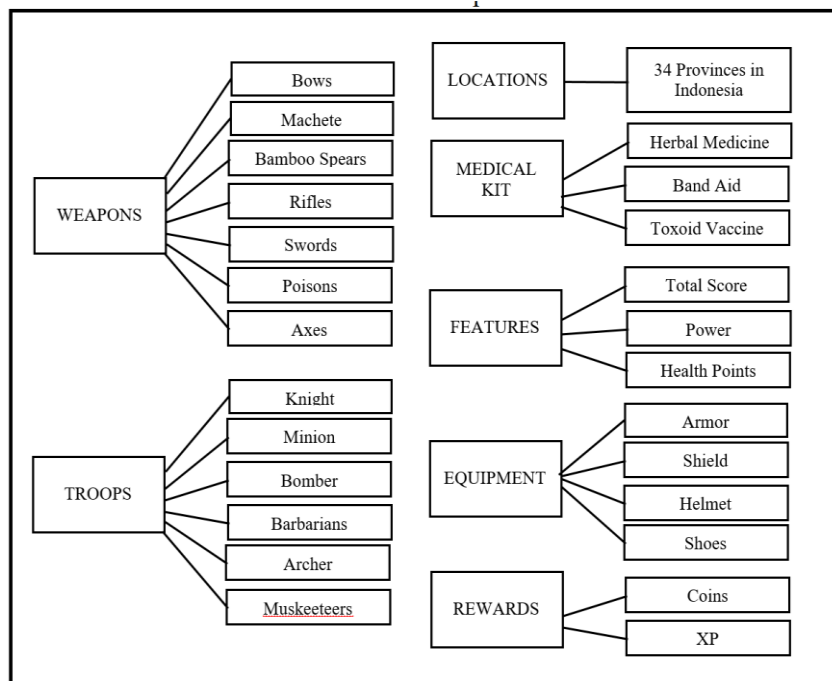 WEAPONS
Bows
Machete
Bamboo Spears
Rifles
Swords
Poisons
Axes
TROOPS
Knight
Minion
Bomber
Barbarians
Archer
Muskeeteers
LOCATIONS
34 Provinces in
Indonesia
MEDICAL
KIT
Herbal Medicine
Band Aid
Toxoid Vaccine
FEATURES
Total Score
Power
Health Points
EQUIPMENT
Armor
Shield
Helmet
Shoes
REWARDS
Coins
XP